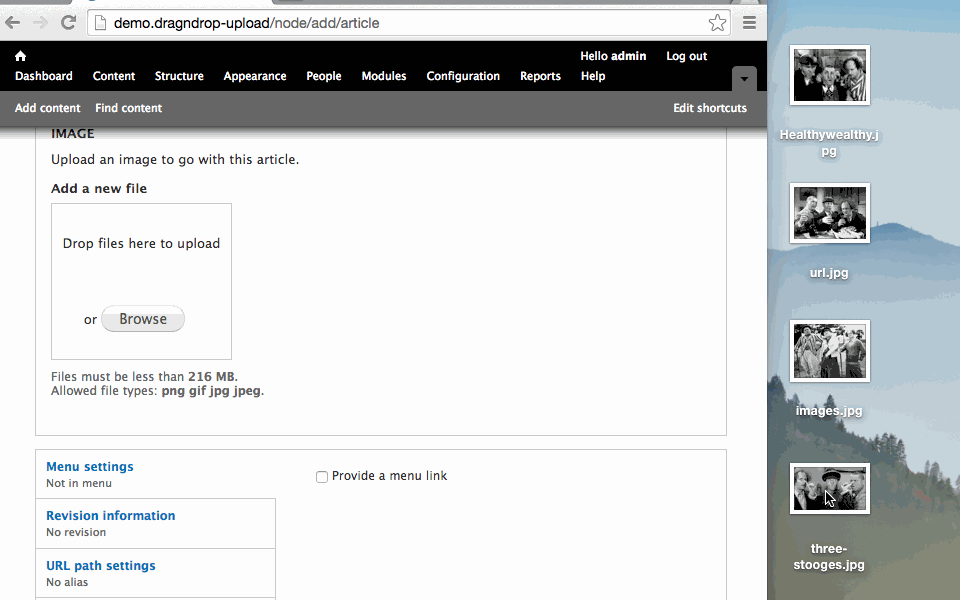 demo.dragndrop-upload/node/add/article
Hello admin Log out
Dashboard Content Structure Appearance People Modules Configuration Reports Help
Add content Find content Edit shortcuts
IMAGE
Upload an image to go with this article.
Add a new file
Drop files here to upload
or Browse
Files must be less than 216 MB.
Allowed file types: png gif jpg jpeg.
Menu settings
Not in menu
Provide a menu link
Revision information
No revision
URL path settings
No alias
Healthywealthy.j
pg
url.jpg
images.jpg
three-
stooges.jpg